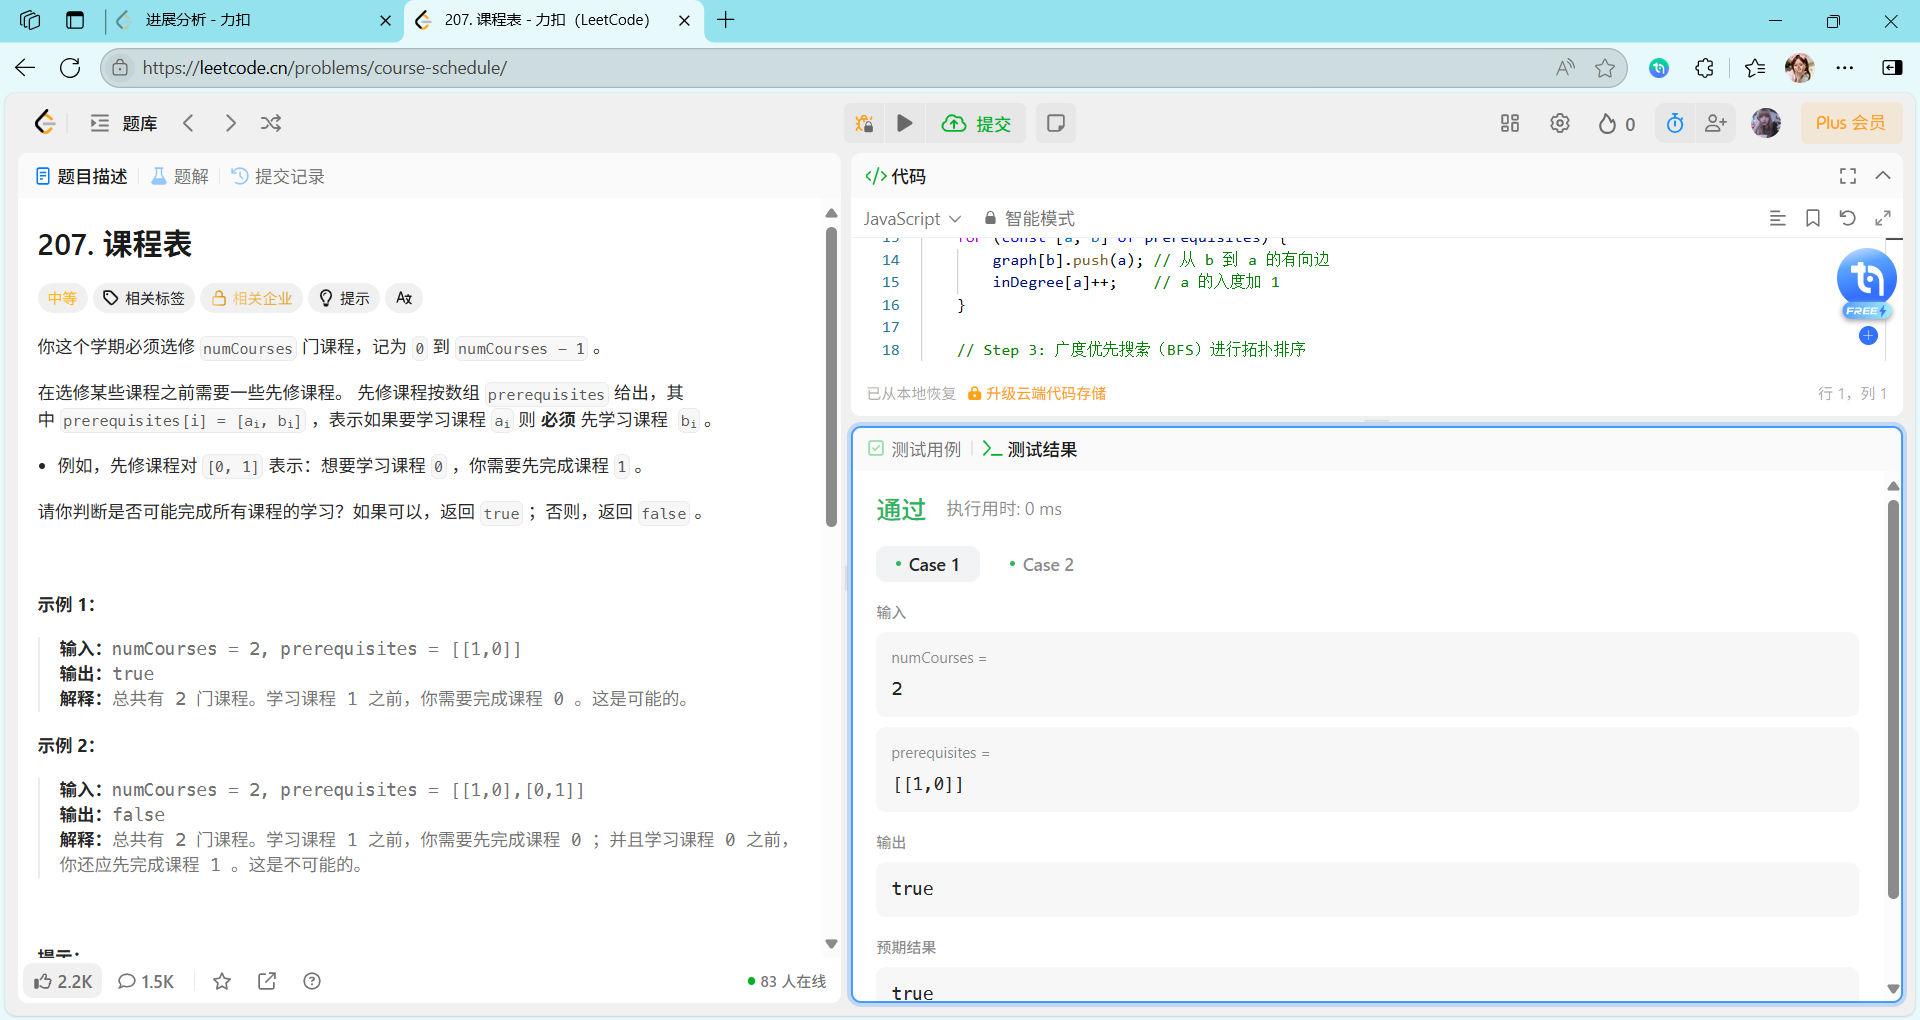 进展分析 - 力扣
207. 课程表 - 力扣（LeetCode）
https://leetcode.cn/problems/course-schedule/
题库
提交
0
Plus 会员
题目描述
题解
提交记录
207. 课程表
中等
相关标签
相关企业
提示
你这个学期必须选修 numCourses 门课程，记为 0 到 numCourses - 1 。
在选修某些课程之前需要一些先修课程。 先修课程按数组 prerequisites 给出，其
中 prerequisites[i] = [ai, bi] ，表示如果要学习课程 ai 则 必须 先学习课程 bi 。
例如，先修课程对 [0, 1] 表示：想要学习课程 0 ，你需要先完成课程 1 。
请你判断是否可能完成所有课程的学习？如果可以，返回 true ；否则，返回 false 。
示例 1：
输入：numCourses = 2, prerequisites = [[1,0]]
输出：true
解释：总共有 2 门课程。学习课程 1 之前，你需要完成课程 0 。这是可能的。
示例 2：
输入：numCourses = 2, prerequisites = [[1,0],[0,1]]
输出：false
解释：总共有 2 门课程。学习课程 1 之前，你需要先完成课程 0 ；并且学习课程 0 之前，
你还应先完成课程 1 。这是不可能的。
提示：
2.2K
1.5K
83 人在线
</> 代码
JavaScript
智能模式
13 for (const [a, b] of prerequisites) {
14 graph[b].push(a); // 从 b 到 a 的有向边
15 inDegree[a]++; // a 的入度加 1
16 }
17
18 // Step 3: 广度优先搜索（BFS）进行拓扑排序
已从本地恢复
升级云端代码存储
行 1，列 1
FREE
测试用例
测试结果
通过
执行用时: 0 ms
Case 1
Case 2
输入
numCourses =
2
prerequisites =
[[1,0]]
输出
true
预期结果
true